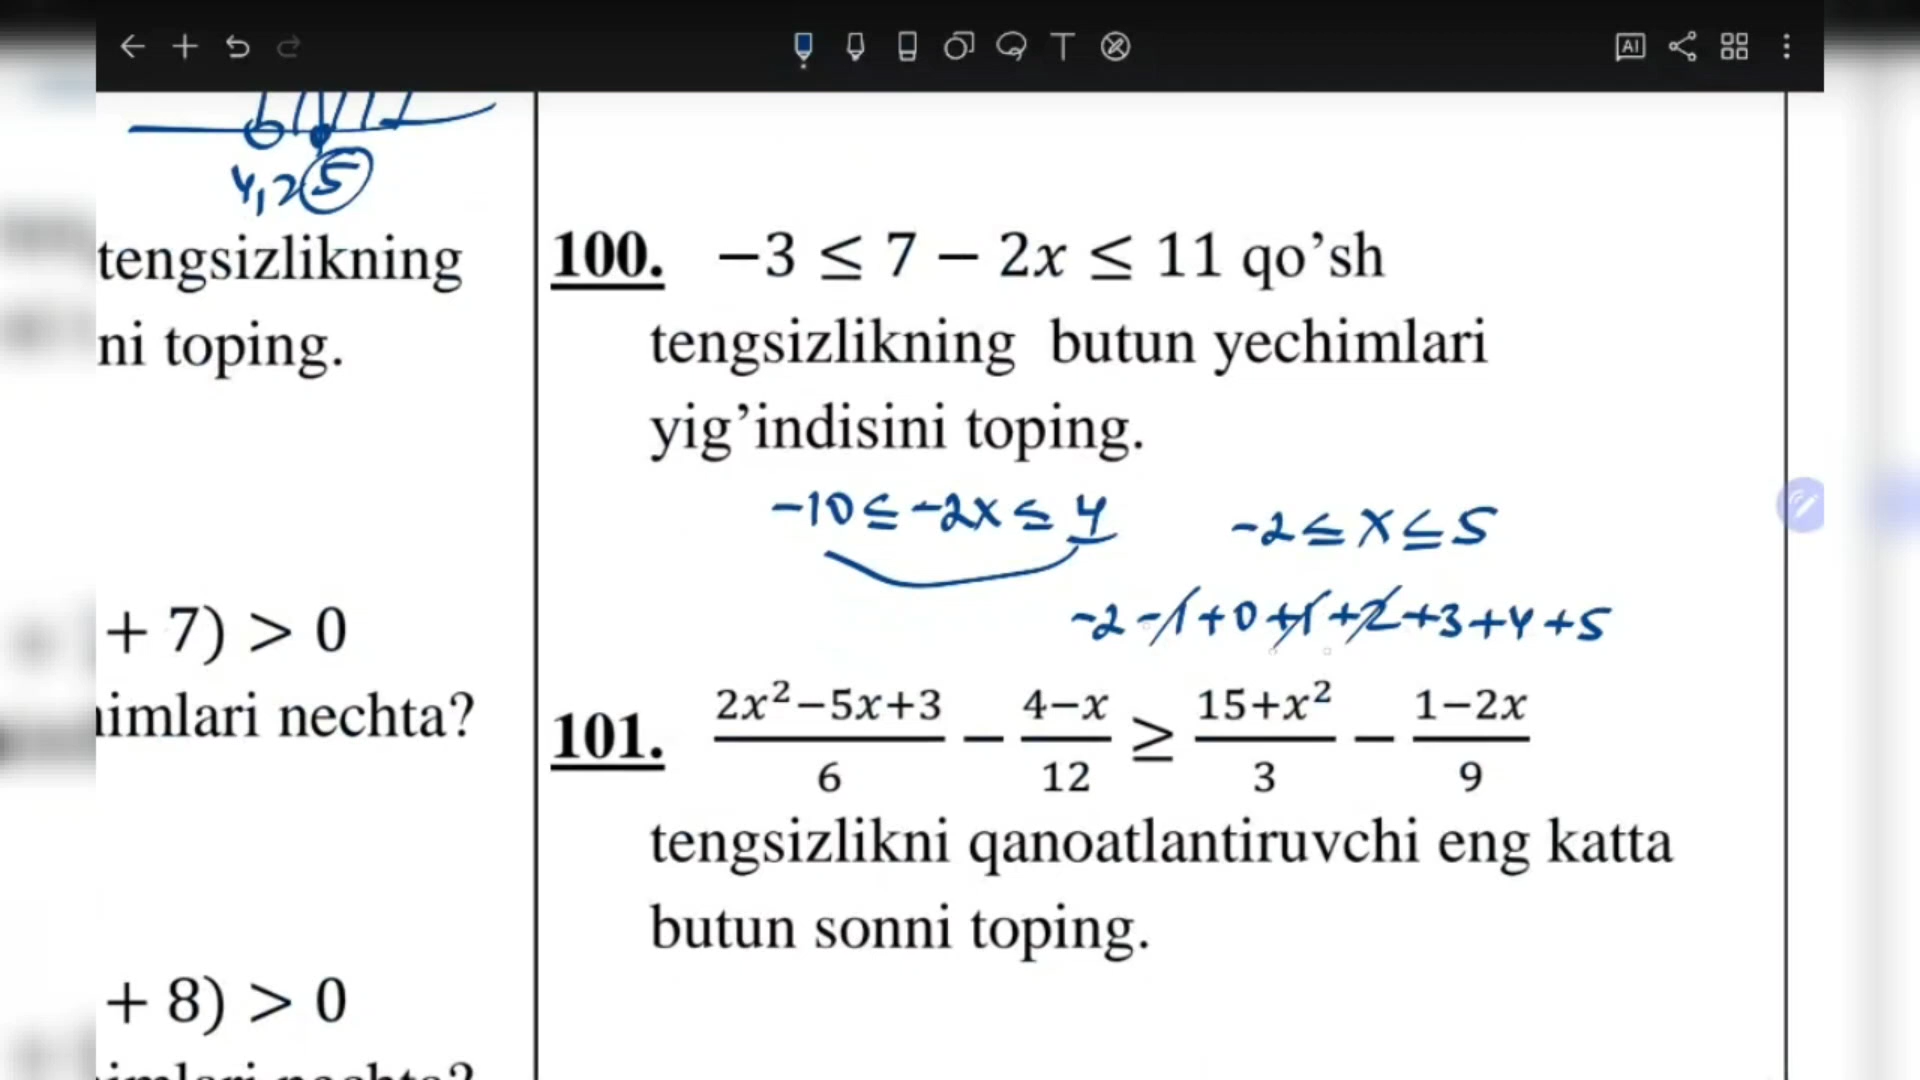 AI
T
4,2 5
tengsizlikning
ni toping.
+ 7) > 0
imlari nechta?
+ 8) > 0
100. −3 ≤ 7 − 2x ≤ 11 qo’sh
tengsizlikning butun yechimlari
yig’indisini toping.
-10 ≤ -2x ≤ 4
-2 ≤ x ≤ 5
-2-1+0+1+2+3+4+5
101. (2x²−5x+3)/6 − (4−x)/12 ≥ (15+x²)/3 − (1−2x)/9
tengsizlikni qanoatlantiruvchi eng katta
butun sonni toping.